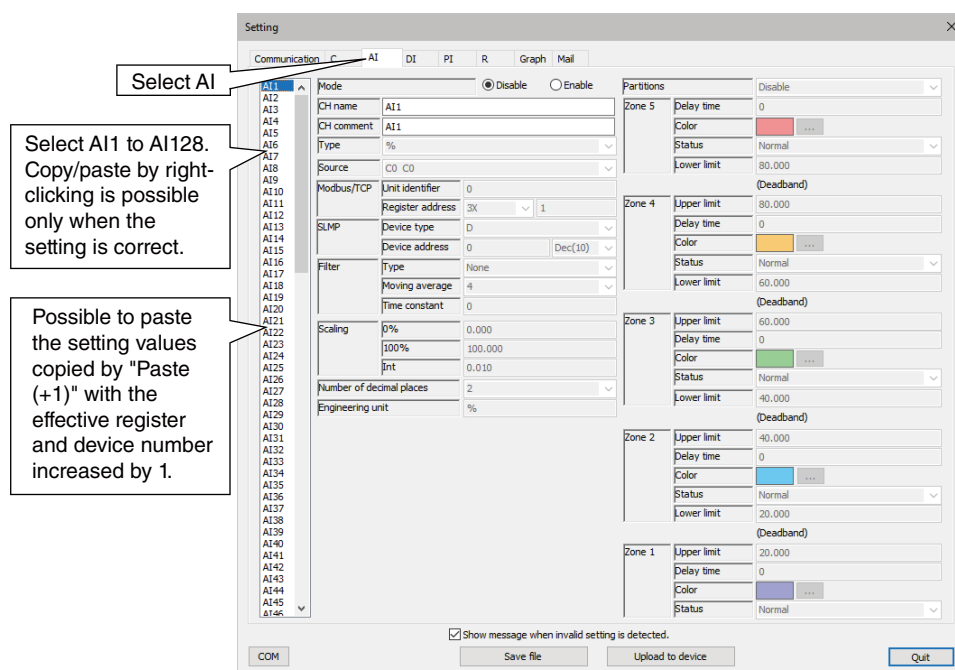 Setting
Communication C AI DI PI R Graph Mail
Select AI
Select AI1 to AI128.
Copy/paste by right-
clicking is possible
only when the
setting is correct.
Possible to paste
the setting values
copied by "Paste
(+1)" with the
effective register
and device number
increased by 1.
AI1
AI2
AI3
AI4
AI5
AI6
AI7
AI8
AI9
AI10
AI11
AI12
AI13
AI14
AI15
AI16
AI17
AI18
AI19
AI20
AI21
AI22
AI23
AI24
AI25
AI26
AI27
AI28
AI29
AI30
AI31
AI32
AI33
AI34
AI35
AI36
AI37
AI38
AI39
AI40
AI41
AI42
AI43
AI44
AI45
AI46
Mode Disable Enable
CH name AI1
CH comment AI1
Type %
Source C0 C0
Modbus/TCP Unit identifier 0
Register address 3X 1
SLMP Device type D
Device address 0 Dec(10)
Filter Type None
Moving average 4
Time constant 0
Scaling 0% 0.000
100% 100.000
Int 0.010
Number of decimal places 2
Engineering unit %
Partitions Disable
Zone 5 Delay time 0
Color ...
Status Normal
Lower limit 80.000
(Deadband)
Zone 4 Upper limit 80.000
Delay time 0
Color ...
Status Normal
Lower limit 60.000
(Deadband)
Zone 3 Upper limit 60.000
Delay time 0
Color ...
Status Normal
Lower limit 40.000
(Deadband)
Zone 2 Upper limit 40.000
Delay time 0
Color ...
Status Normal
Lower limit 20.000
(Deadband)
Zone 1 Upper limit 20.000
Delay time 0
Color ...
Status Normal
Show message when invalid setting is detected.
COM Save file Upload to device Quit